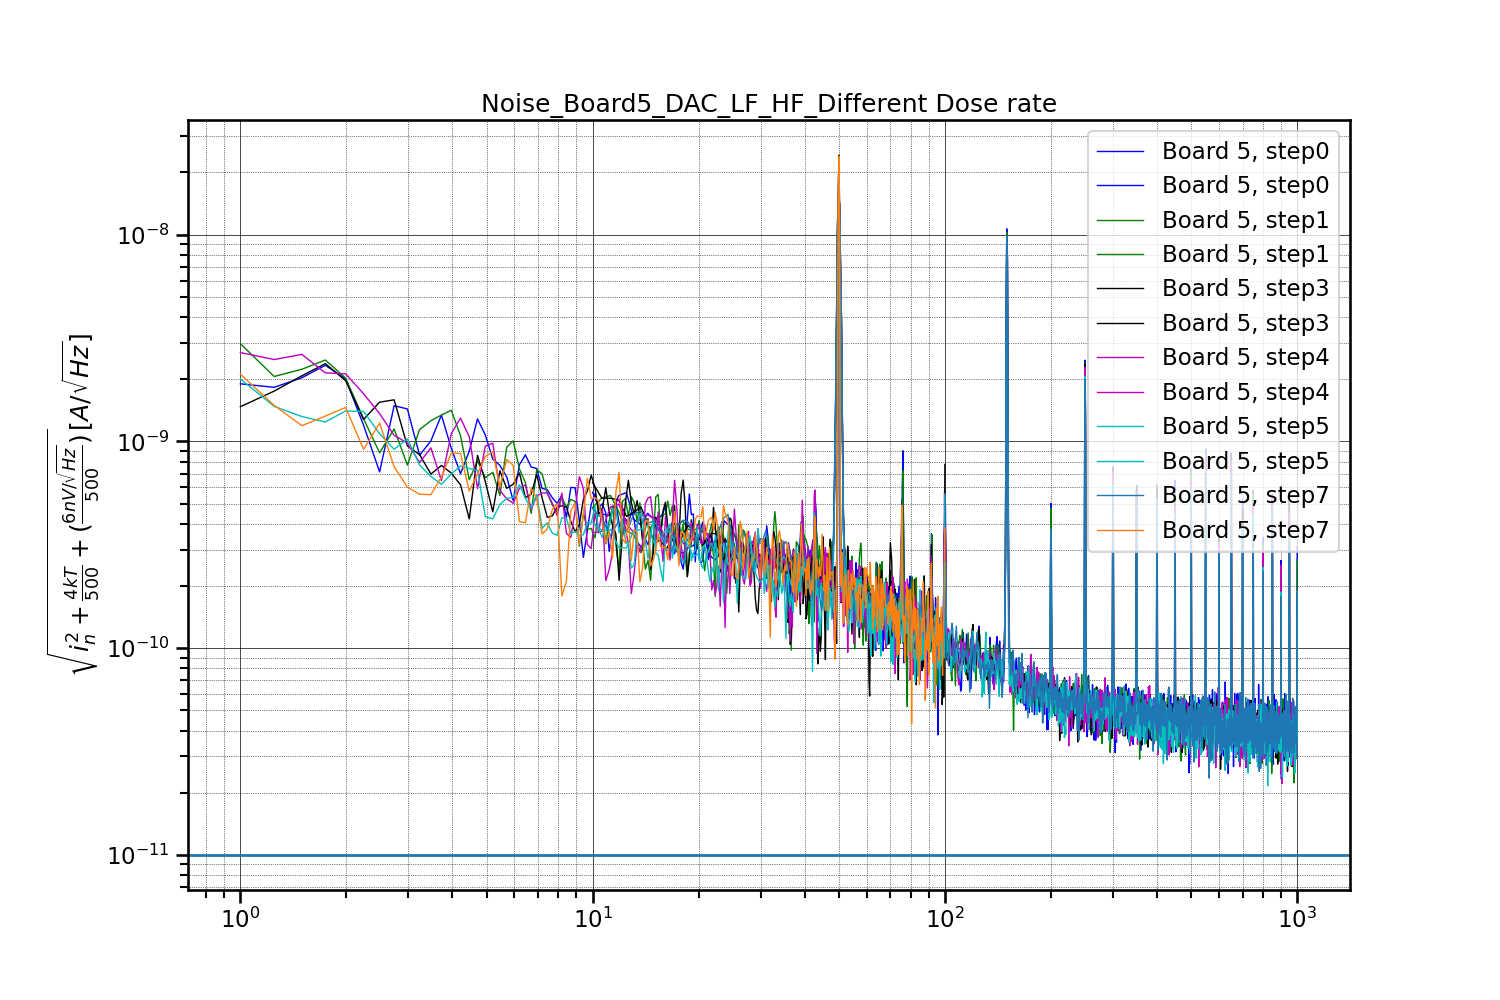 Noise_Board5_DAC_LF_HF_Different Dose rate
10⁻⁸
10⁻⁹
10⁻¹⁰
10⁻¹¹
√(i_n² + 4kT/500 + (6nV/√Hz/500)) [A/√Hz]
Board 5, step0
Board 5, step0
Board 5, step1
Board 5, step1
Board 5, step3
Board 5, step3
Board 5, step4
Board 5, step4
Board 5, step5
Board 5, step5
Board 5, step7
Board 5, step7
10⁰
10¹
10²
10³